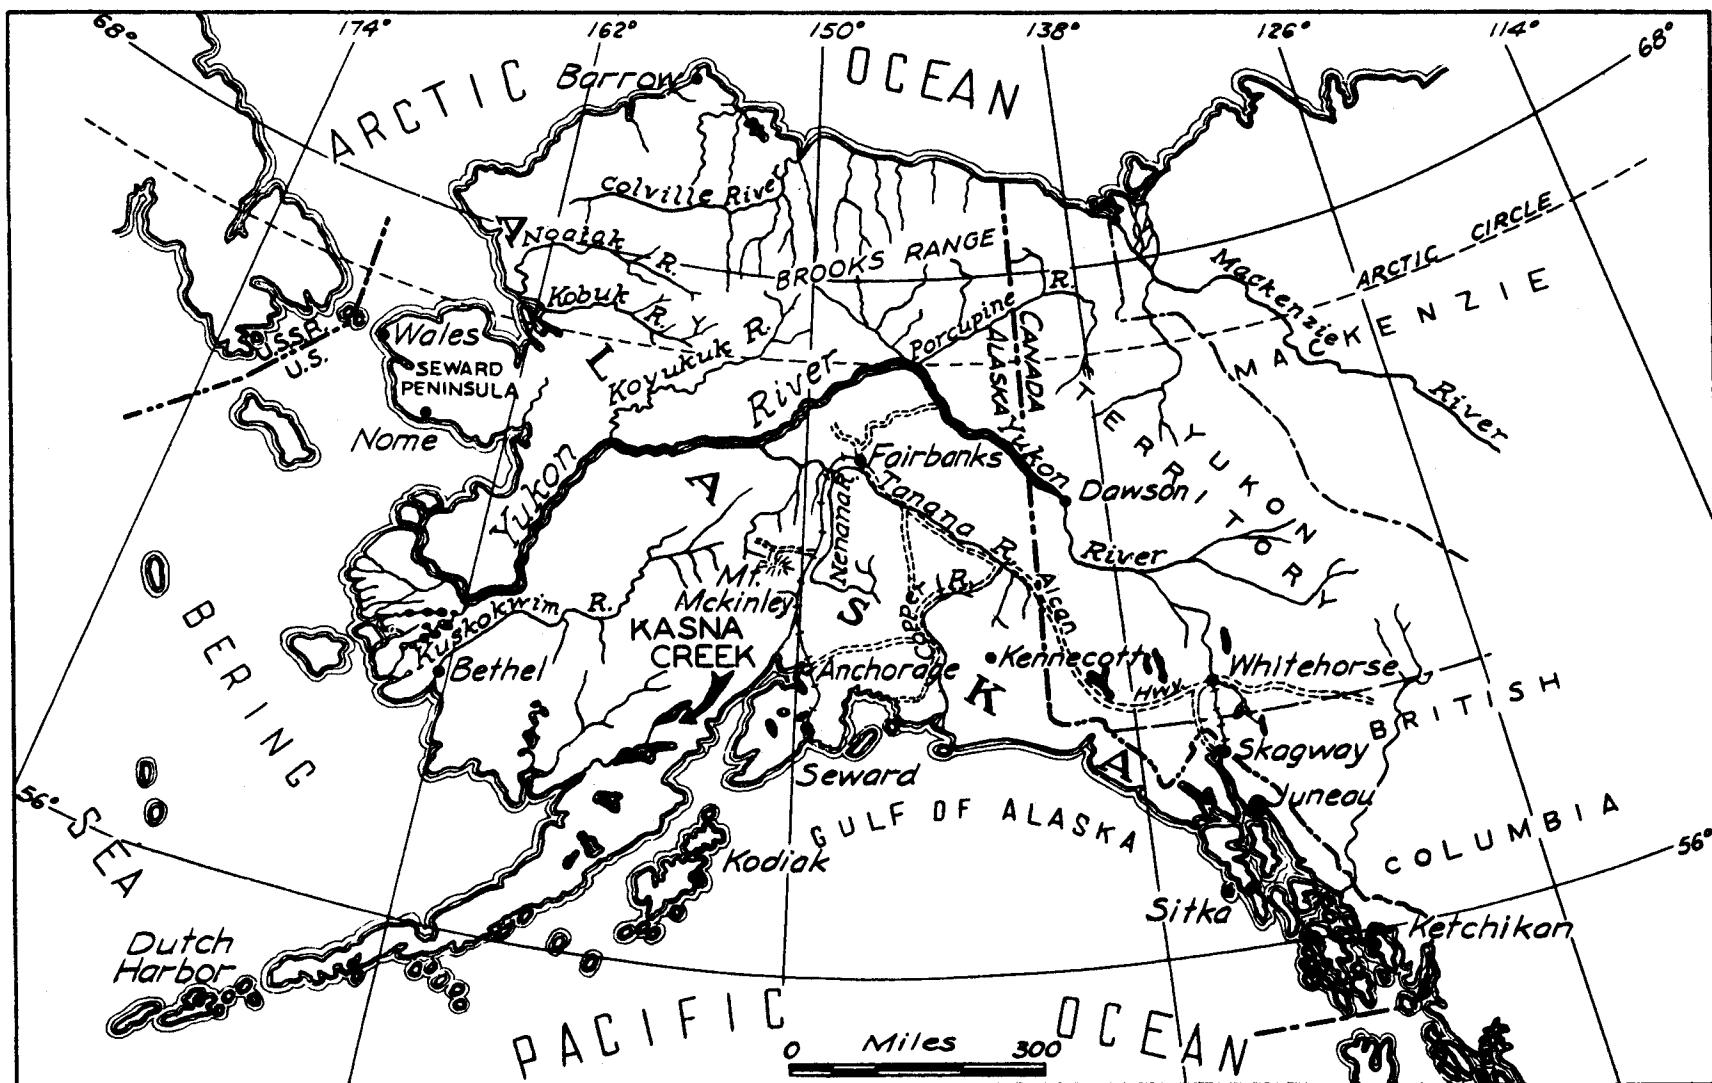 68° 174° 162° 150° 138° 126° 114° 68°
ARCTIC OCEAN
Barrow
Colville River
Noatak R.
BROOKS RANGE
ARCTIC CIRCLE
Mackenzie River
MACKENZIE
Kobuk R.
Koyukuk R.
Porcupine R.
S.S.R.
U.S.
Wales
SEWARD
PENINSULA
Nome
CANADA
ALASKA
Yukon River
Yukon
River
YUKON
TERRITORY
Fairbanks
Dawson
Tanana R.
Nenana R.
Mt.
Mckinley
Copper R.
Alcan
Hwy
ALASKA
Kuskokwim R.
Bethel
KASNA
CREEK
Anchorage
Kennecott
Whitehorse
BRITISH
COLUMBIA
Skagway
Seward
Juneau
GULF OF ALASKA
BERING
SEA
56°
56°
Kodiak
Sitka
Ketchikan
Dutch
Harbor
PACIFIC OCEAN
0 Miles 300